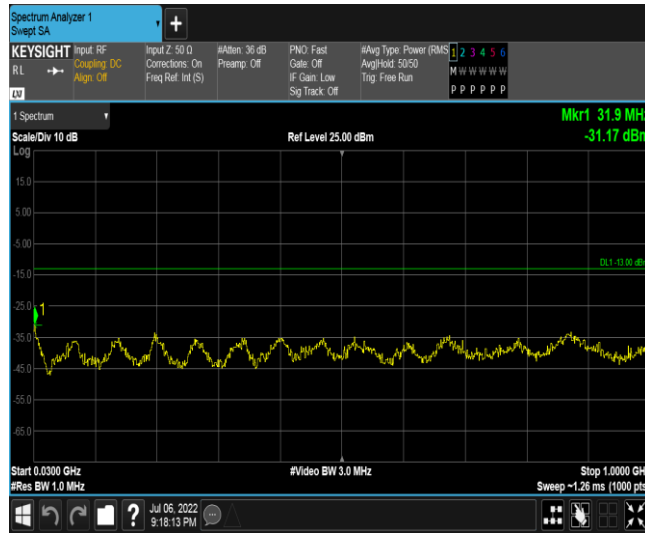 Spectrum Analyzer 1
Swept SA
+
KEYSIGHT
RL
LXI
Input: RF
Coupling: DC
Align: Off
Input Z: 50 Ω
Corrections: On
Freq Ref: Int (S)
#Atten: 36 dB
Preamp: Off
PNO: Fast
Gate: Off
IF Gain: Low
Sig Track: Off
#Avg Type: Power (RMS
Avg|Hold: 50/50
Trig: Free Run
1 2 3 4 5 6
M W W W W W
P P P P P P
1 Spectrum
Scale/Div 10 dB
Log
Ref Level 25.00 dBm
Mkr1 31.9 MH
-31.17 dBm
15.0
5.00
-5.00
-15.0
-25.0
-35.0
-45.0
-55.0
-65.0
DL1 -13.00 dBm
1
Start 0.0300 GHz
#Res BW 1.0 MHz
#Video BW 3.0 MHz
Stop 1.0000 GH
Sweep ~1.26 ms (1000 pts
?
Jul 06, 2022
9:18:13 PM